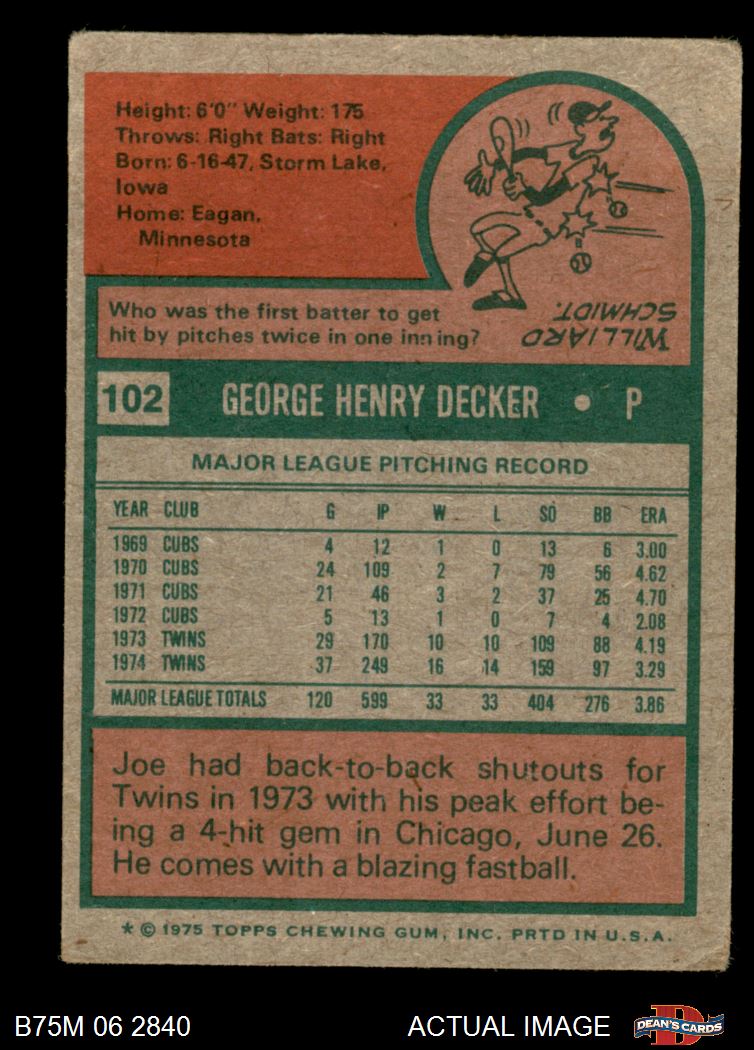 Height: 6'0" Weight: 175
Throws: Right Bats: Right
Born: 6-16-47, Storm Lake,
Iowa
Home: Eagan,
Minnesota
Who was the first batter to get
hit by pitches twice in one inning?
WILLIARD
SCHMIDT.
102 GEORGE HENRY DECKER • P
MAJOR LEAGUE PITCHING RECORD
YEAR CLUB G IP W L SO BB ERA
1969 CUBS 4 12 1 0 13 6 3.00
1970 CUBS 24 109 2 7 79 56 4.62
1971 CUBS 21 46 3 2 37 25 4.70
1972 CUBS 5 13 1 0 7 4 2.08
1973 TWINS 29 170 10 10 109 88 4.19
1974 TWINS 37 249 16 14 159 97 3.29
MAJOR LEAGUE TOTALS 120 599 33 33 404 276 3.86
Joe had back-to-back shutouts for
Twins in 1973 with his peak effort be-
ing a 4-hit gem in Chicago, June 26.
He comes with a blazing fastball.
* © 1975 TOPPS CHEWING GUM, INC. PRTD IN U.S.A.
B75M 06 2840 ACTUAL IMAGE DEAN'S CARDS